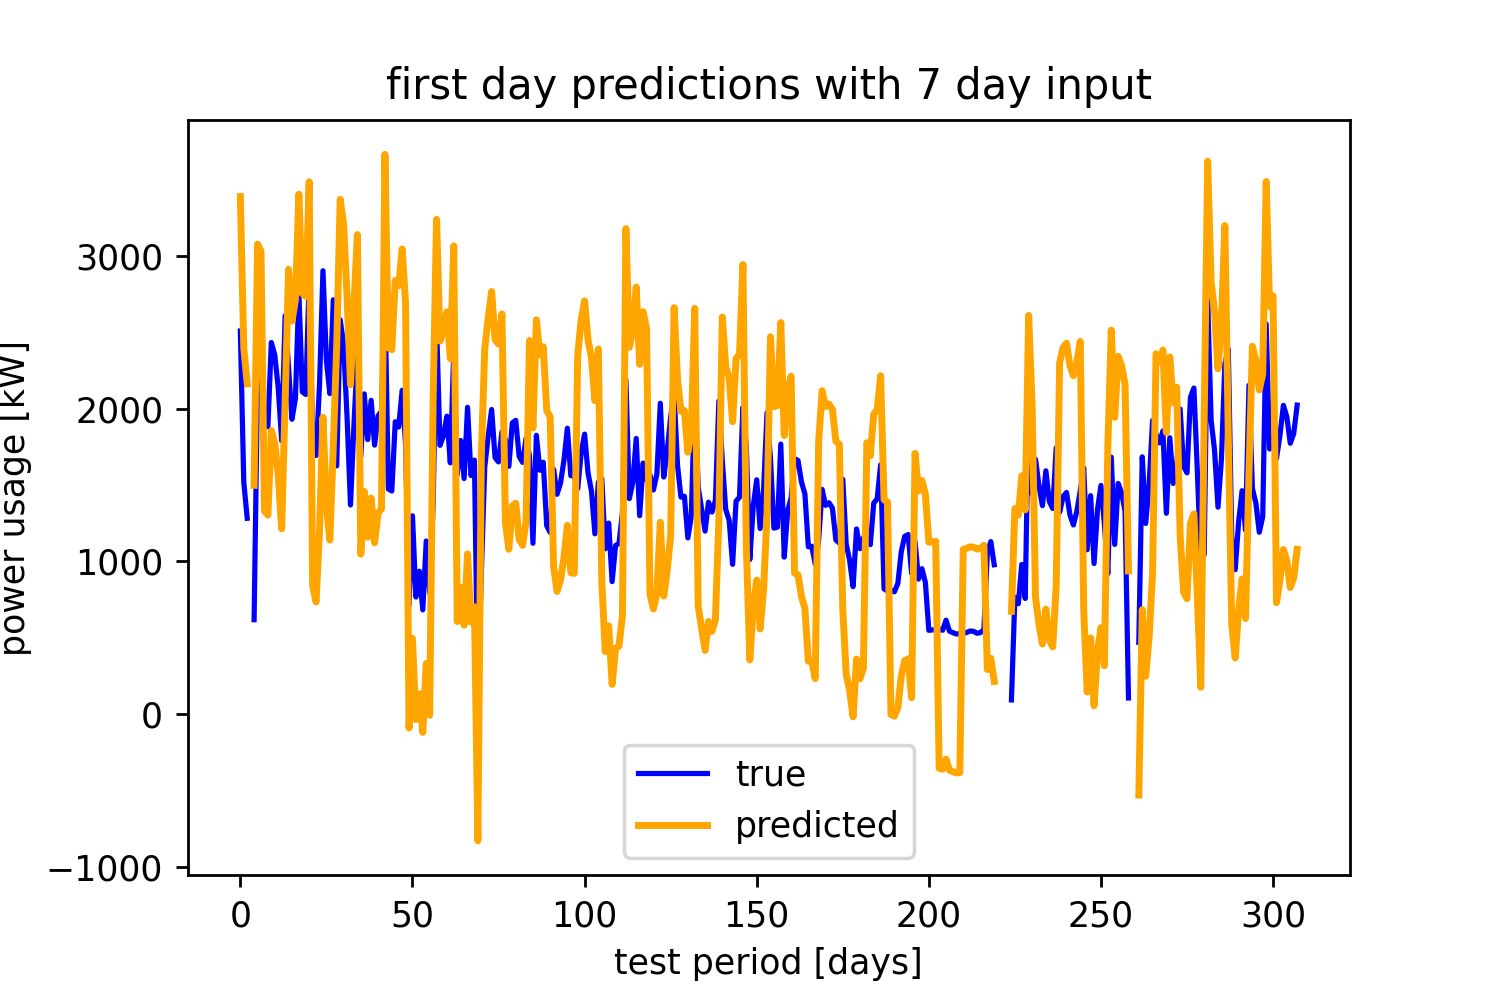 first day predictions with 7 day input
power usage [kW]
3000
2000
1000
0
−1000
true
predicted
0 50 100 150 200 250 300
test period [days]